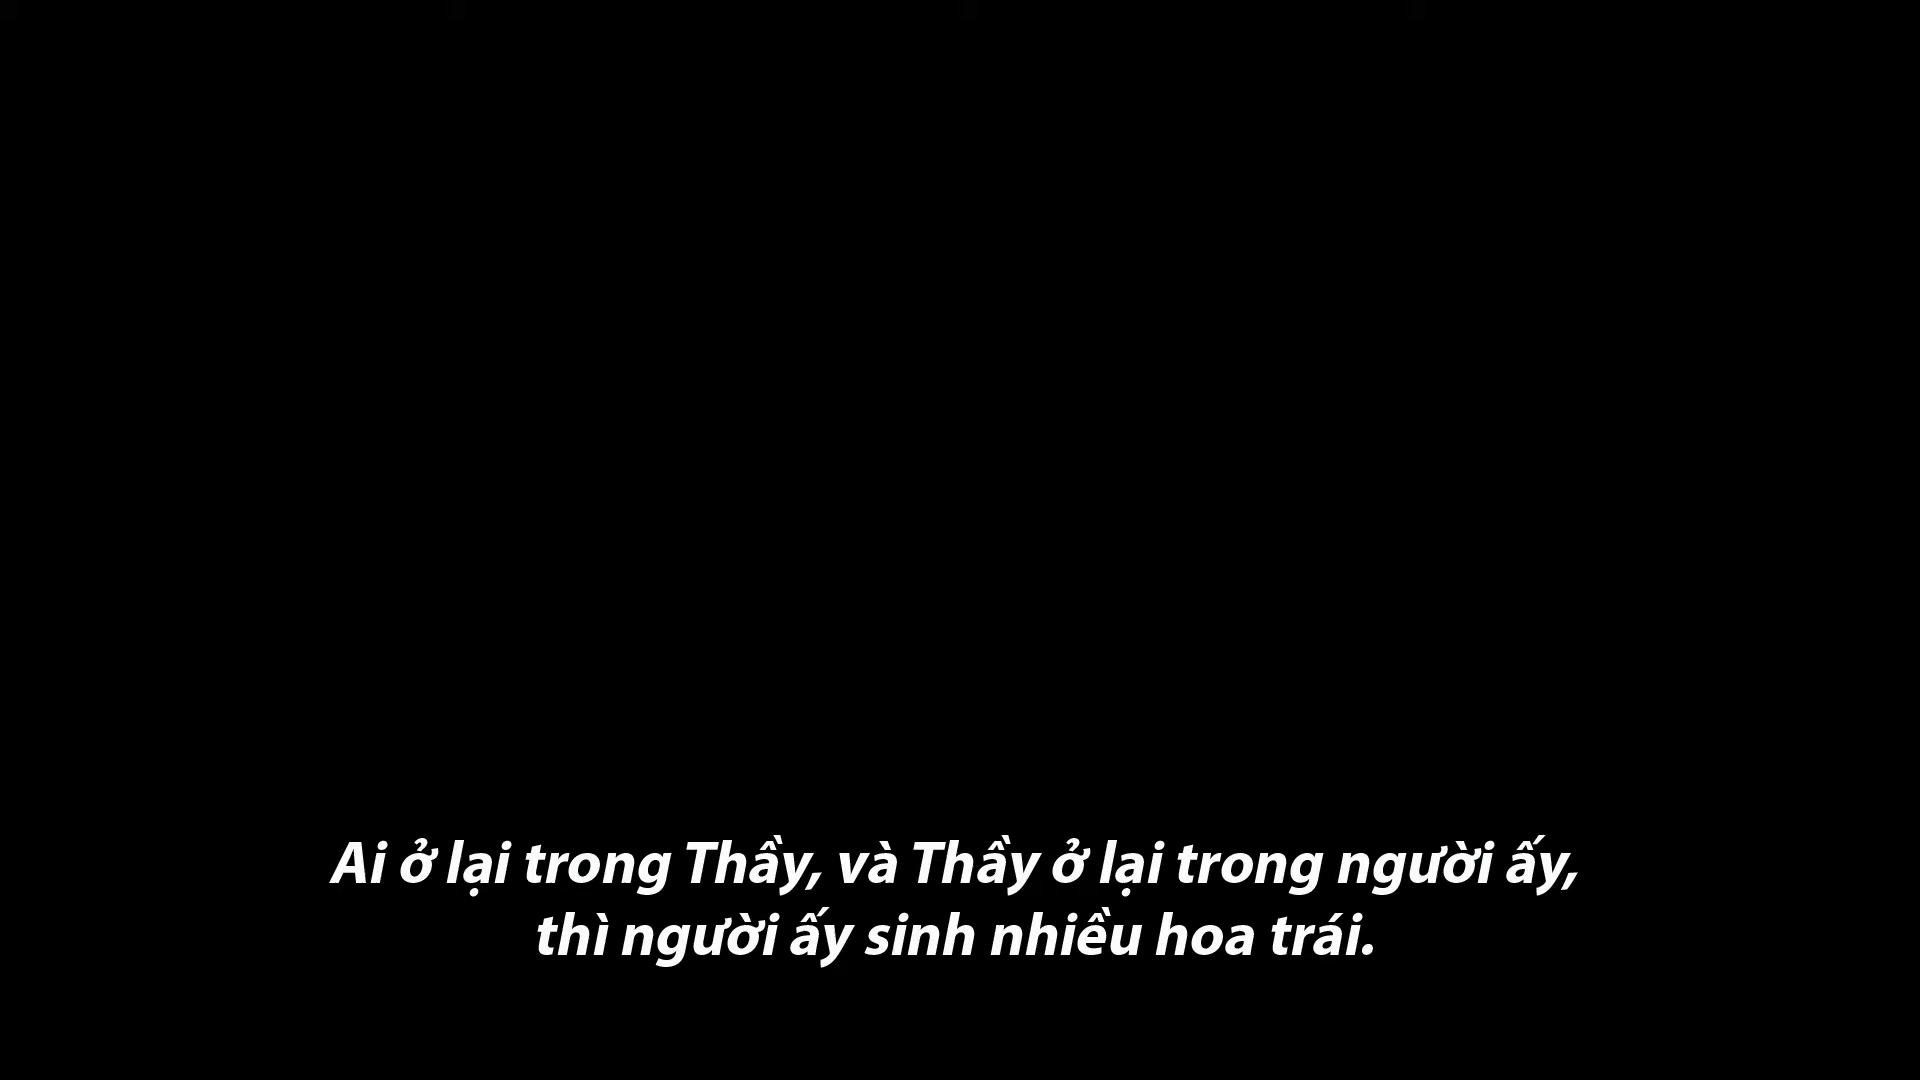 Ai ở lại trong Thầy, và Thầy ở lại trong người ấy,
thì người ấy sinh nhiều hoa trái.